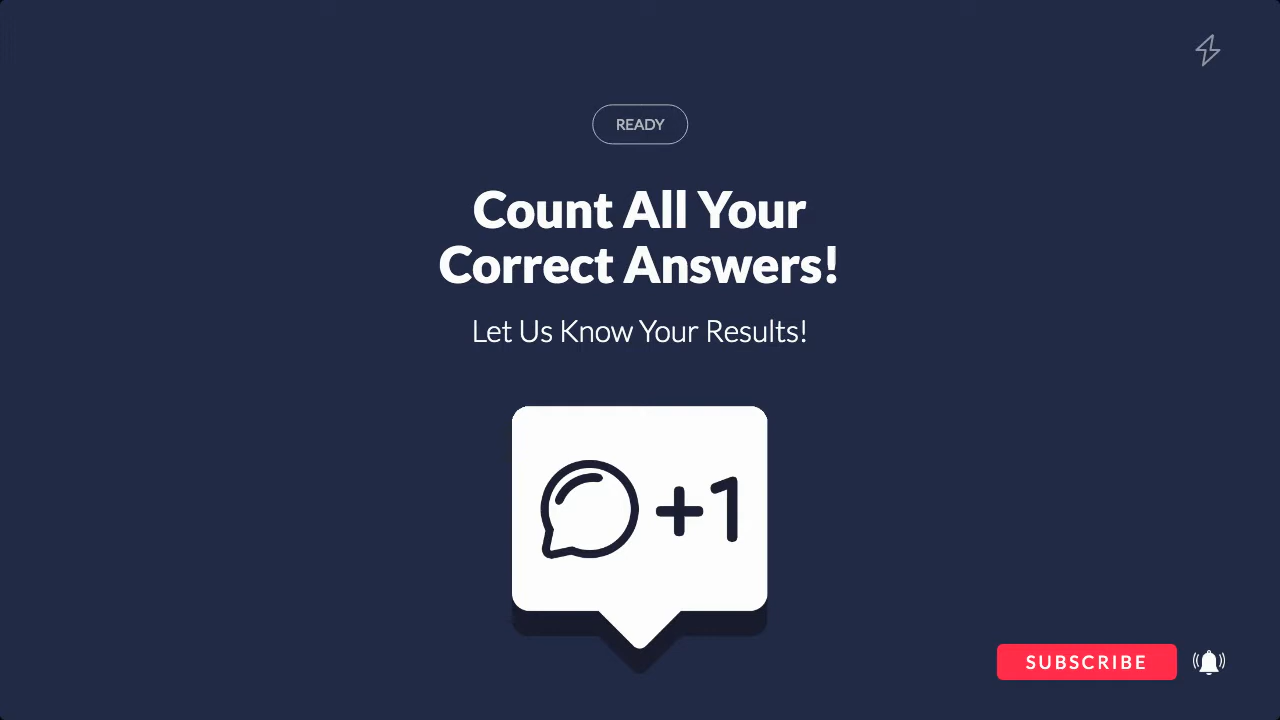 READY
Count All Your
Correct Answers!
Let Us Know Your Results!
+1
SUBSCRIBE